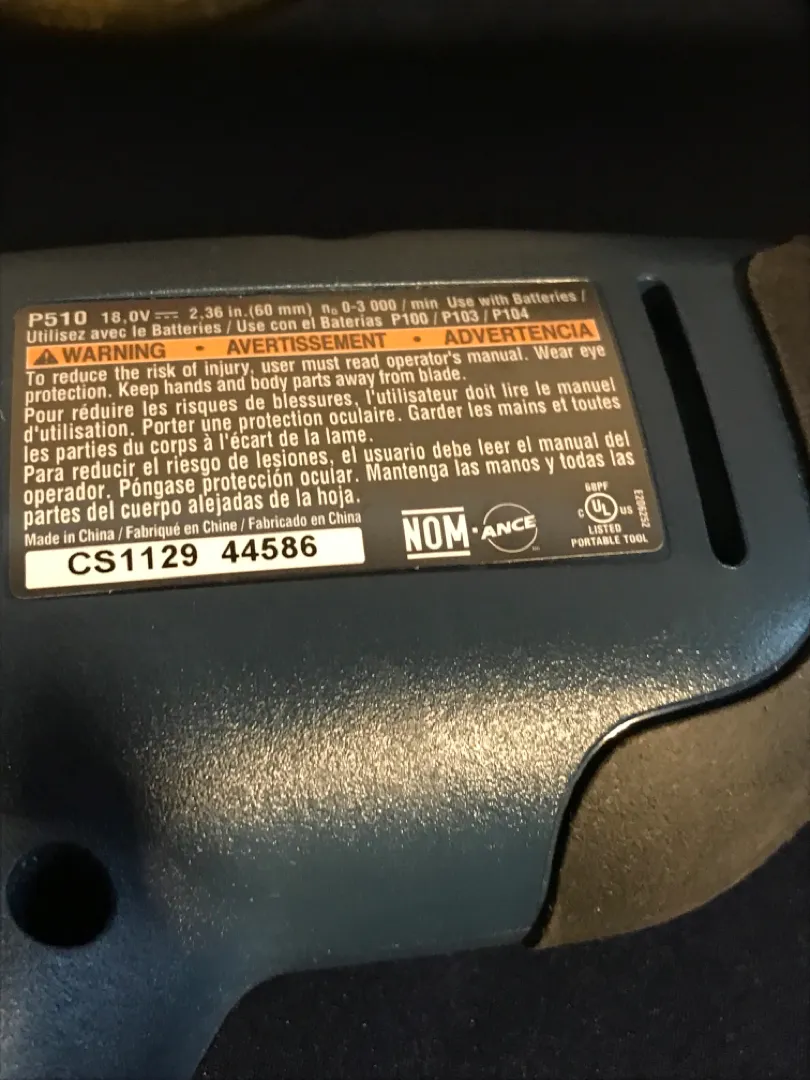 P510 18.0V⎓ 2.36 in.(60 mm) n₀ 0-3 000 / min Use with Batteries /
Utilisez avec le Batteries / Use con el Baterias P100 / P103 / P104
WARNING • AVERTISSEMENT • ADVERTENCIA
To reduce the risk of injury, user must read operator's manual. Wear eye
protection. Keep hands and body parts away from blade.
Pour réduire les risques de blessures, l'utilisateur doit lire le manuel
d'utilisation. Porter une protection oculaire. Garder les mains et toutes
les parties du corps à l'écart de la lame.
Para reducir el riesgo de lesiones, el usuario debe leer el manual del
operador. Póngase protección ocular. Mantenga las manos y todas las
partes del cuerpo alejadas de la hoja.
Made in China / Fabriqué en Chine / Fabricado en China
CS1129 44586
NOM · ANCE
68PF
C UL US
LISTED
PORTABLE TOOL
E206252